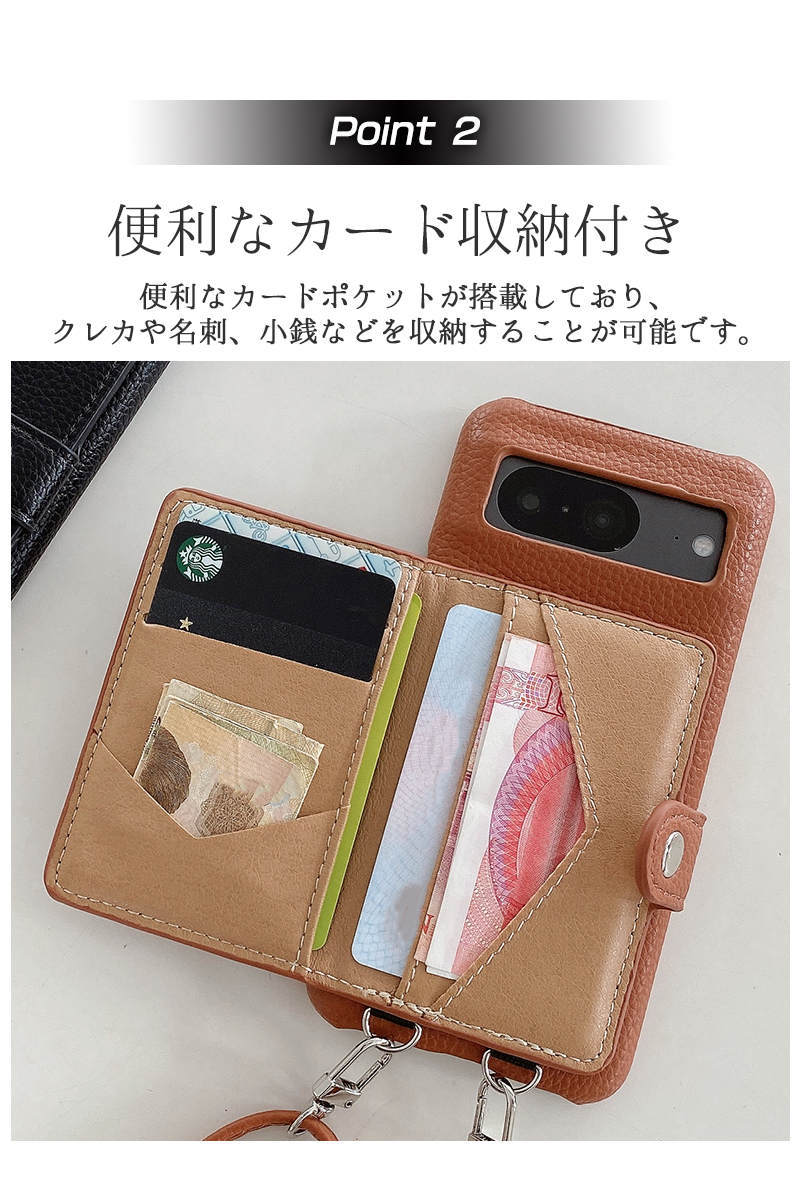 Point 2
便利なカード収納付き
便利なカードポケットが搭載しており、
クレカや名刺、小銭などを収納することが可能です。